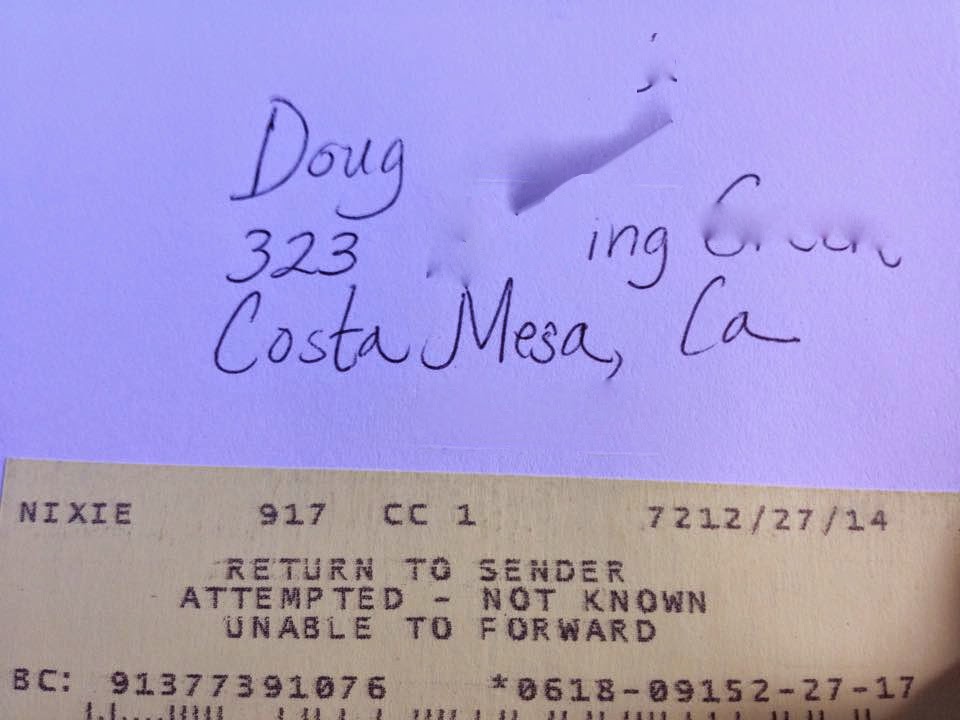 Doug
323 ing
Costa Mesa, Ca
NIXIE 917 CC 1 7212/27/14
RETURN TO SENDER
ATTEMPTED - NOT KNOWN
UNABLE TO FORWARD
BC: 91377391076 *0618-09152-27-17